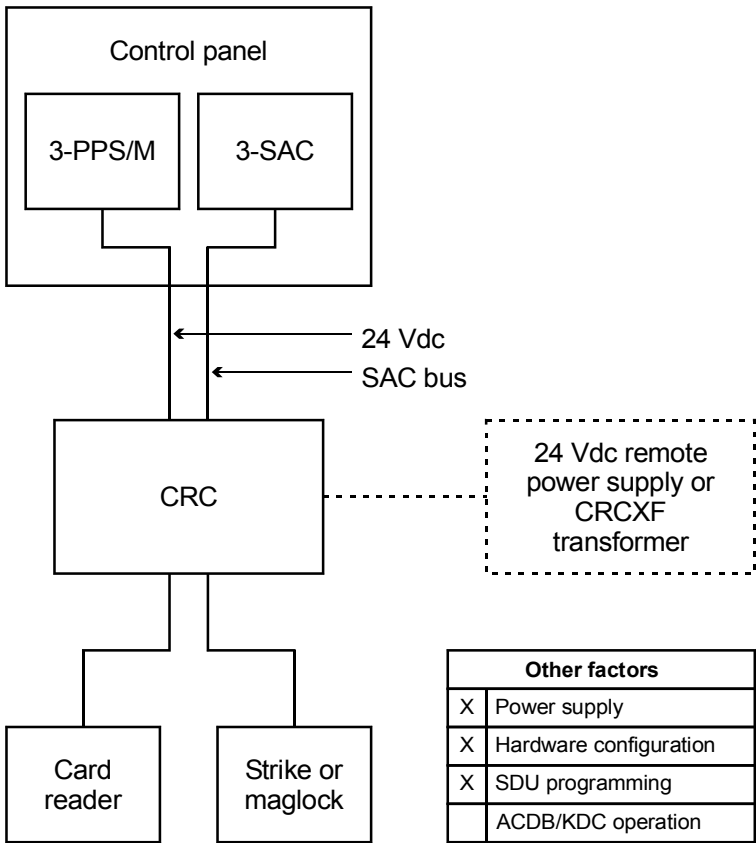 Control panel
3-PPS/M
3-SAC
24 Vdc
SAC bus
CRC
24 Vdc remote
power supply or
CRCXF
transformer
Card
reader
Strike or
maglock
Other factors
X Power supply
X Hardware configuration
X SDU programming
ACDB/KDC operation